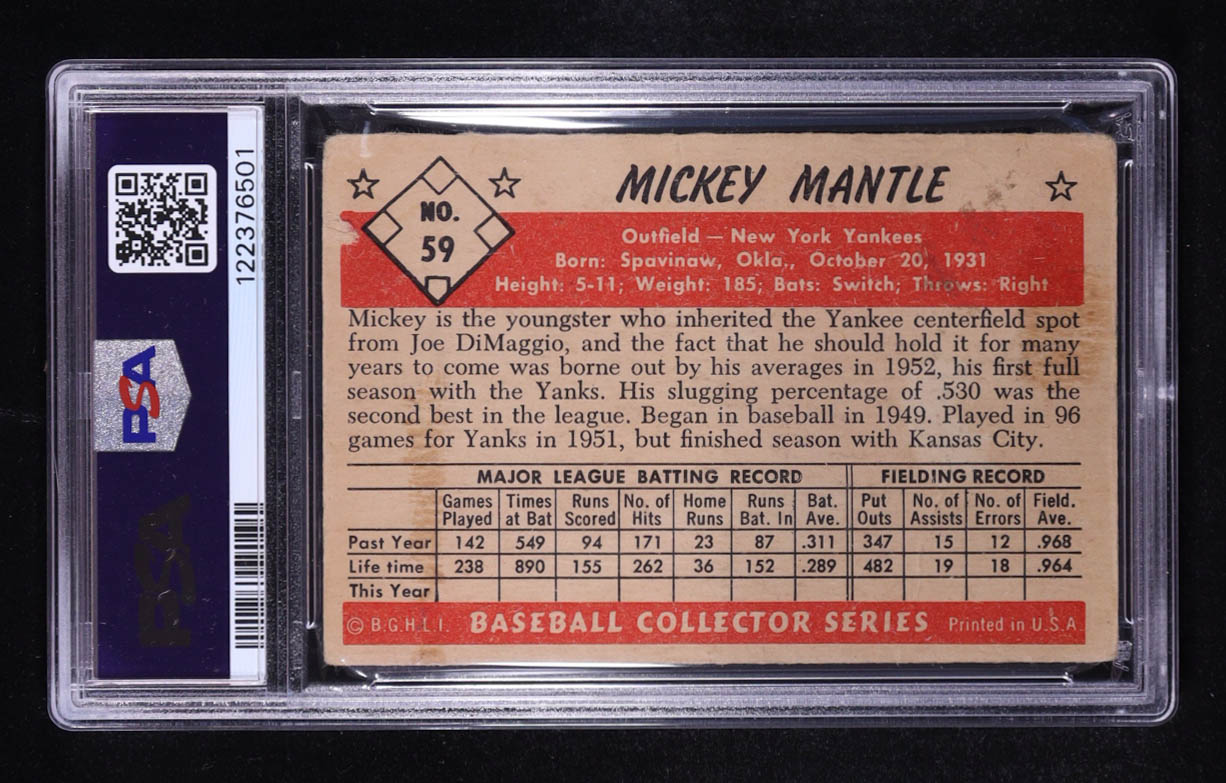 122376501
PSA
PSA
NO.
59
MICKEY MANTLE
Outfield — New York Yankees
Born: Spavinaw, Okla., October 20, 1931
Height: 5-11; Weight: 185; Bats: Switch; Throws: Right
Mickey is the youngster who inherited the Yankee centerfield spot
from Joe DiMaggio, and the fact that he should hold it for many
years to come was borne out by his averages in 1952, his first full
season with the Yanks. His slugging percentage of .530 was the
second best in the league. Began in baseball in 1949. Played in 96
games for Yanks in 1951, but finished season with Kansas City.
MAJOR LEAGUE BATTING RECORD FIELDING RECORD
Games Times Runs No. of Home Runs Bat. Put No. of No. of Field.
Played at Bat Scored Hits Runs Bat. In Ave. Outs Assists Errors Ave.
Past Year 142 549 94 171 23 87 .311 347 15 12 .968
Life time 238 890 155 262 36 152 .289 482 19 18 .964
This Year
© B.G.H.L.I. BASEBALL COLLECTOR SERIES Printed in U.S.A